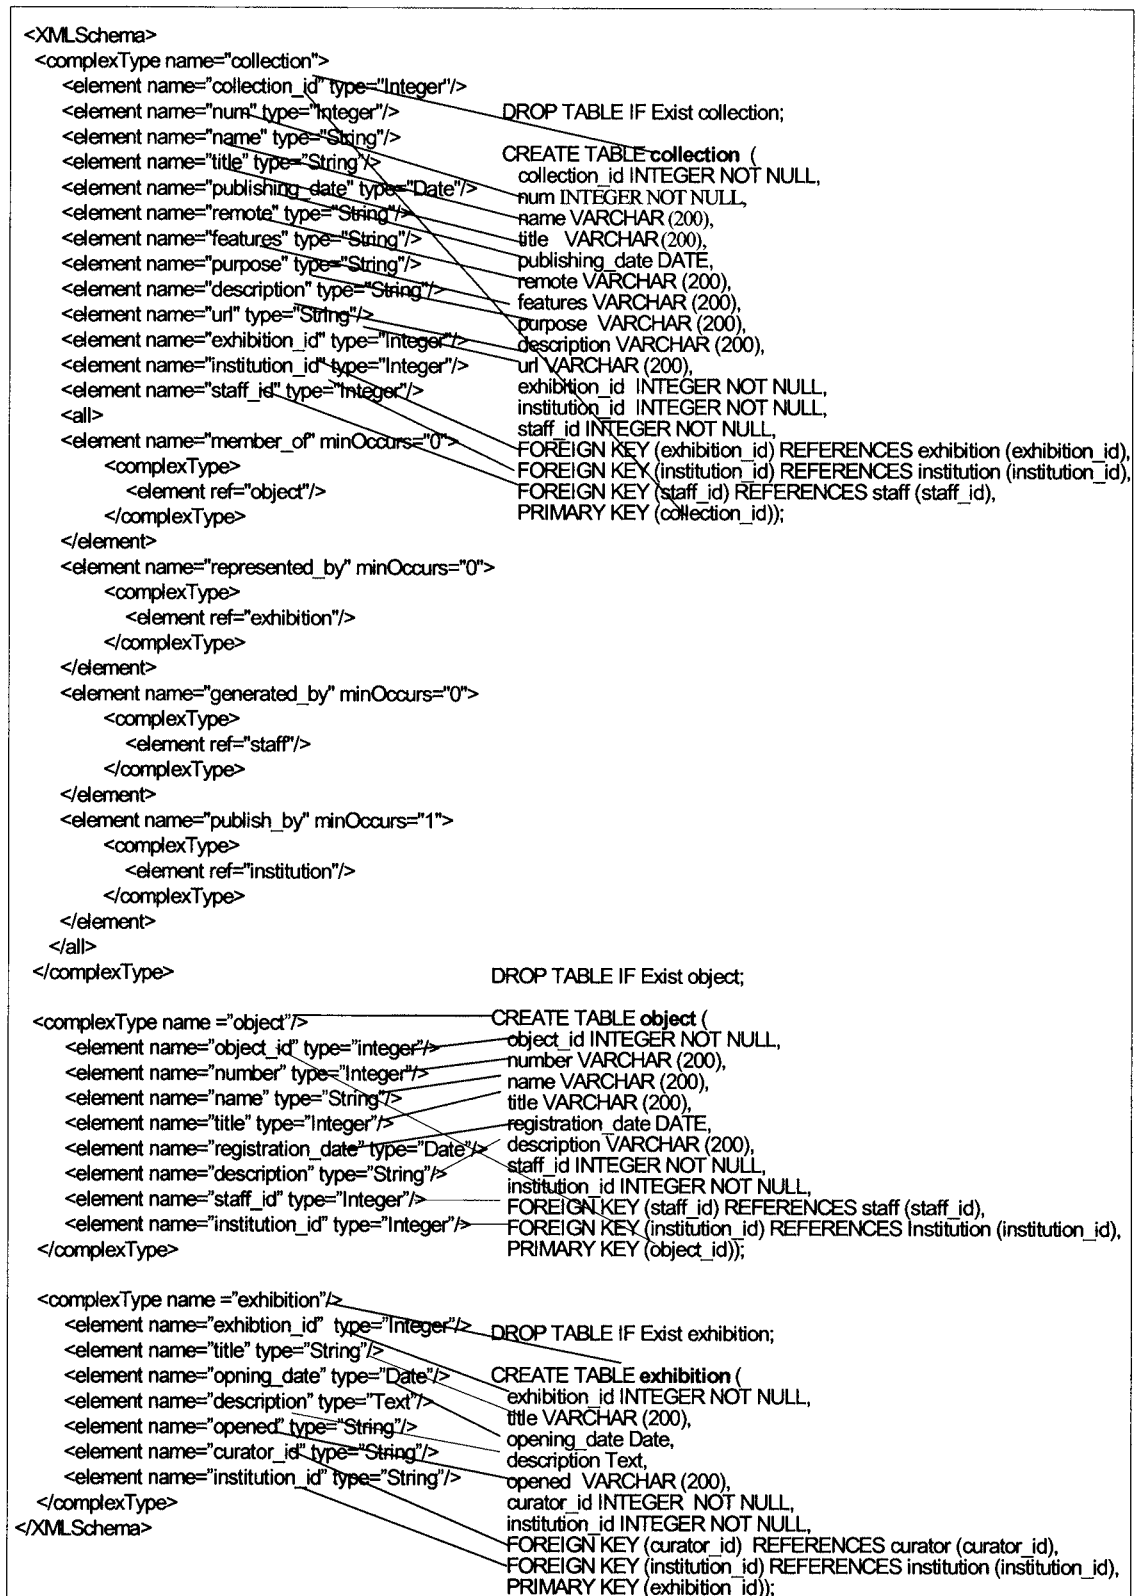 <XMLSchema>
<complexType name="collection">
<element name="collection_id" type="Integer"/>
<element name="num" type="Integer"/>
<element name="name" type="String"/>
<element name="title" type="String"/>
<element name="publishing_date" type="Date"/>
<element name="remote" type="String"/>
<element name="features" type="String"/>
<element name="purpose" type="String"/>
<element name="description" type="String"/>
<element name="url" type="String"/>
<element name="exhibition_id" type="Integer"/>
<element name="institution_id" type="Integer"/>
<element name="staff_id" type="Integer"/>
<all>
<element name="member_of" minOccurs="0">
<complexType>
<element ref="object"/>
</complexType>
</element>
<element name="represented_by" minOccurs="0">
<complexType>
<element ref="exhibition"/>
</complexType>
</element>
<element name="generated_by" minOccurs="0">
<complexType>
<element ref="staff"/>
</complexType>
</element>
<element name="publish_by" minOccurs="1">
<complexType>
<element ref="institution"/>
</complexType>
</element>
</all>
</complexType>
DROP TABLE IF Exist collection;
CREATE TABLE collection (
collection_id INTEGER NOT NULL,
num INTEGER NOT NULL,
name VARCHAR (200),
title VARCHAR (200),
publishing_date DATE,
remote VARCHAR (200),
features VARCHAR (200),
purpose VARCHAR (200),
description VARCHAR (200),
url VARCHAR (200),
exhibition_id INTEGER NOT NULL,
institution_id INTEGER NOT NULL,
staff_id INTEGER NOT NULL,
FOREIGN KEY (exhibition_id) REFERENCES exhibition (exhibition_id),
FOREIGN KEY (institution_id) REFERENCES institution (institution_id),
FOREIGN KEY (staff_id) REFERENCES staff (staff_id),
PRIMARY KEY (collection_id));
<complexType name ="object"/>
<element name="object_id" type="integer"/>
<element name="number" type="Integer"/>
<element name="name" type="String"/>
<element name="title" type="Integer"/>
<element name="registration_date" type="Date"/>
<element name="description" type="String"/>
<element name="staff_id" type="Integer"/>
<element name="institution_id" type="Integer"/>
</complexType>
DROP TABLE IF Exist object;
CREATE TABLE object (
object_id INTEGER NOT NULL,
number VARCHAR (200),
name VARCHAR (200),
title VARCHAR (200),
registration_date DATE,
description VARCHAR (200),
staff_id INTEGER NOT NULL,
institution_id INTEGER NOT NULL,
FOREIGN KEY (staff_id) REFERENCES staff (staff_id),
FOREIGN KEY (institution_id) REFERENCES Institution (institution_id),
PRIMARY KEY (object_id));
<complexType name ="exhibition"/>
<element name="exhibtion_id" type="Integer"/>
<element name="title" type="String"/>
<element name="opning_date" type="Date"/>
<element name="description" type="Text"/>
<element name="opened" type="String"/>
<element name="curator_id" type="String"/>
<element name="institution_id" type="String"/>
</complexType>
</XMLSchema>
DROP TABLE IF Exist exhibition;
CREATE TABLE exhibition (
exhibition_id INTEGER NOT NULL,
title VARCHAR (200),
opening_date Date,
description Text,
opened VARCHAR (200),
curator_id INTEGER NOT NULL,
institution_id INTEGER NOT NULL,
FOREIGN KEY (curator_id) REFERENCES curator (curator_id),
FOREIGN KEY (institution_id) REFERENCES institution (institution_id),
PRIMARY KEY (exhibition_id));